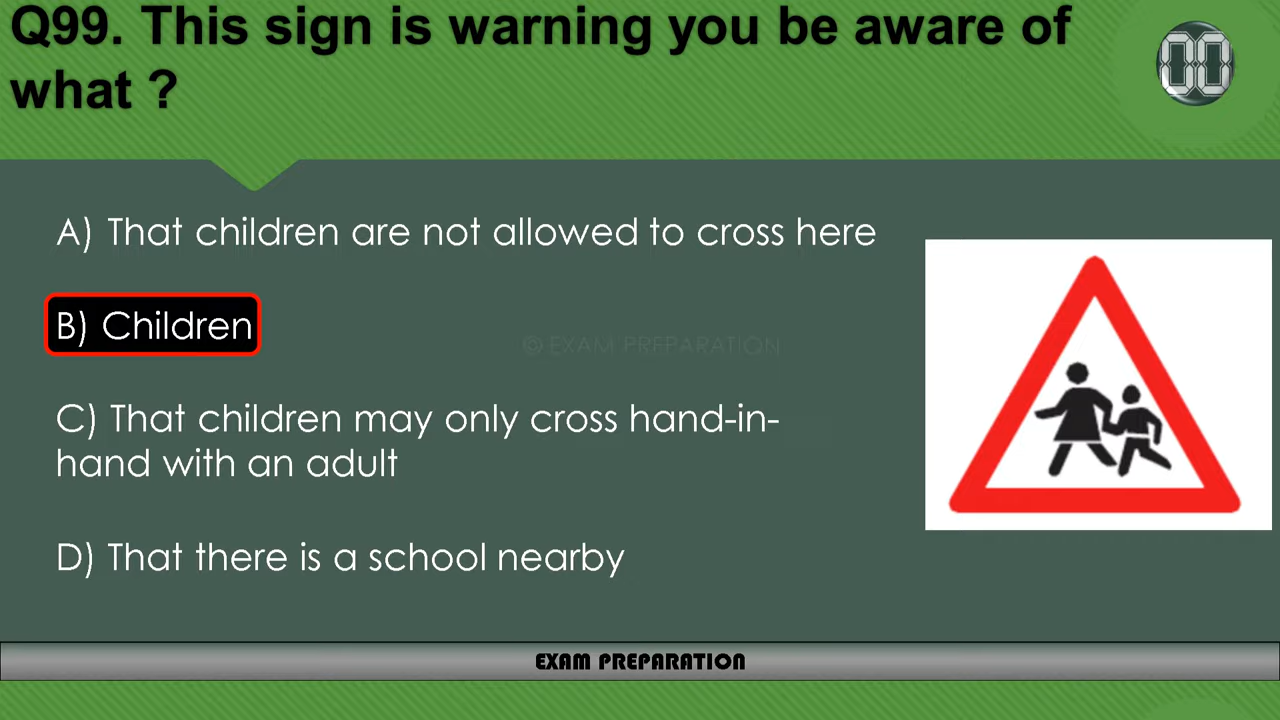 Q99. This sign is warning you be aware of
what ?
00
A) That children are not allowed to cross here
B) Children
© EXAM PREPARATION
C) That children may only cross hand-in-
hand with an adult
D) That there is a school nearby
EXAM PREPARATION